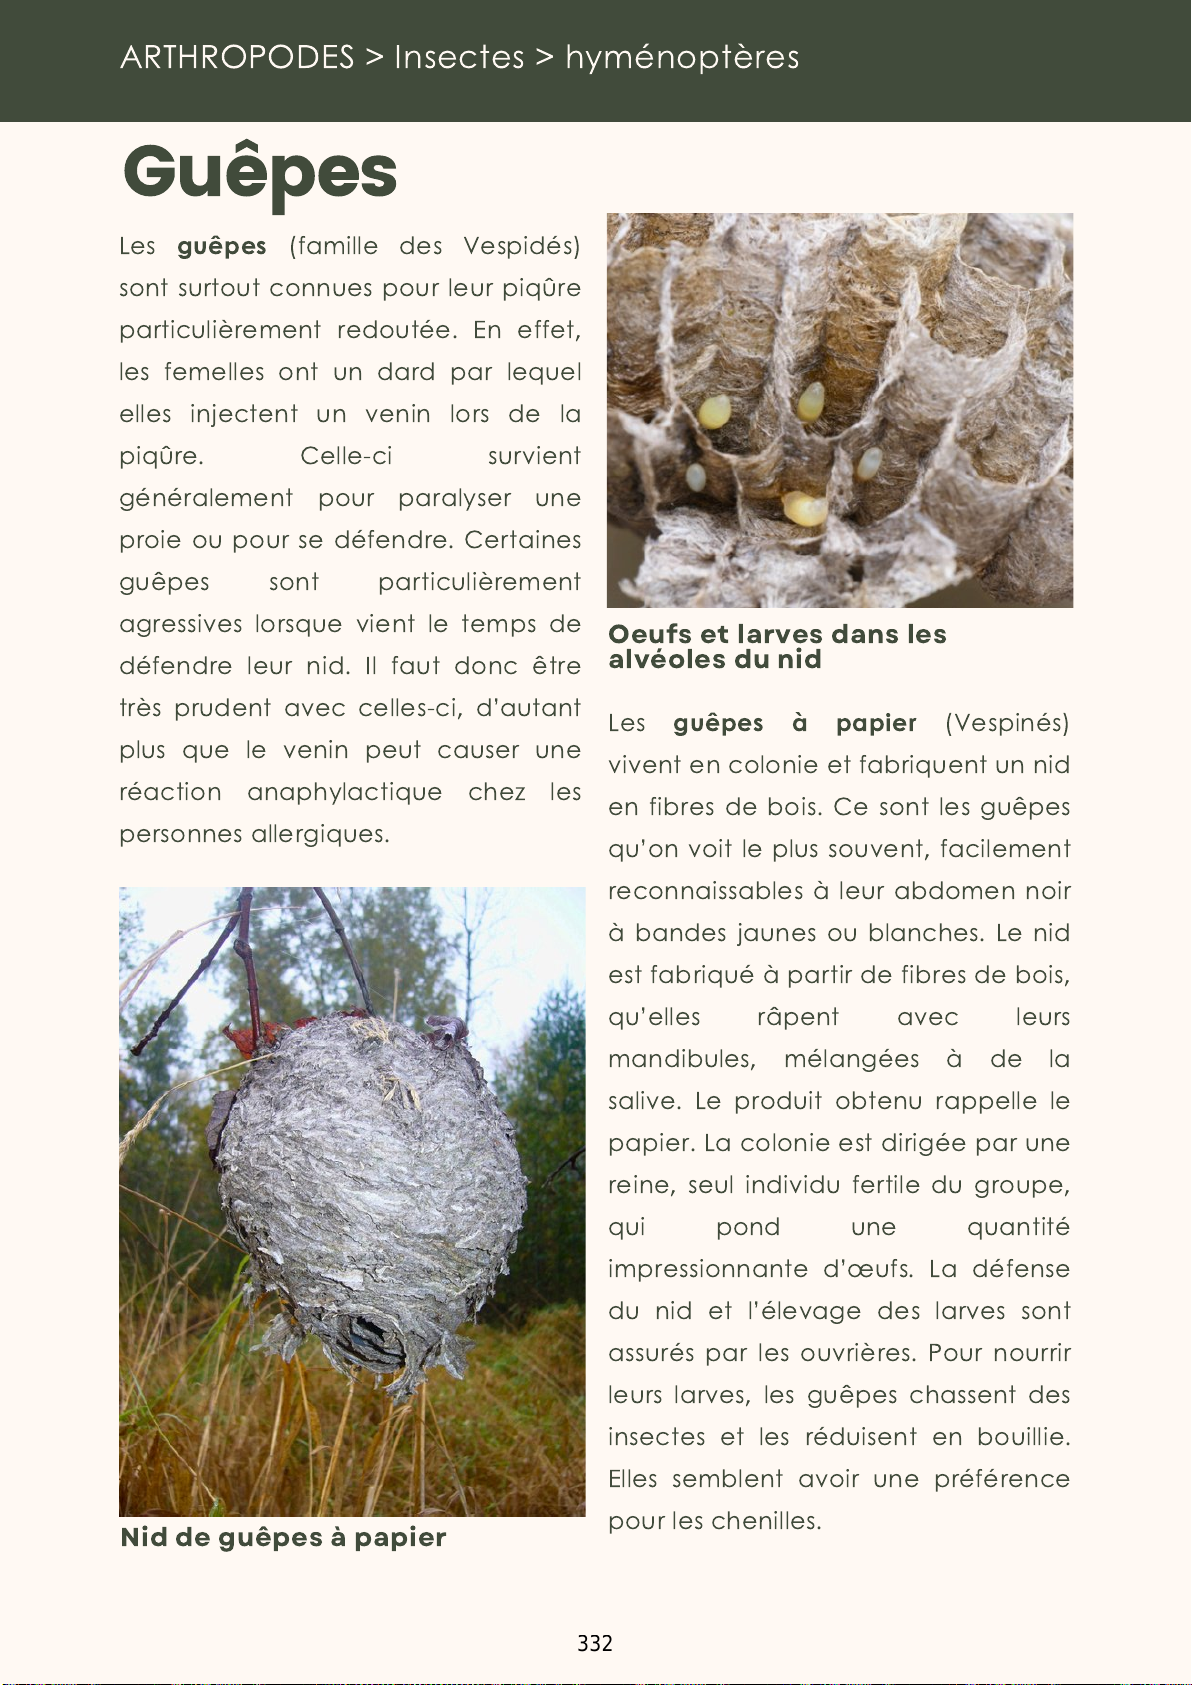 ARTHROPODES > Insectes > hyménoptères
Guêpes
Les guêpes (famille des Vespidés)
sont surtout connues pour leur piqûre
particulièrement redoutée. En effet,
les femelles ont un dard par lequel
elles injectent un venin lors de la
piqûre. Celle-ci survient
généralement pour paralyser une
proie ou pour se défendre. Certaines
guêpes sont particulièrement
agressives lorsque vient le temps de
défendre leur nid. Il faut donc être
très prudent avec celles-ci, d'autant
plus que le venin peut causer une
réaction anaphylactique chez les
personnes allergiques.
Nid de guêpes à papier
Oeufs et larves dans les
alvéoles du nid
Les guêpes à papier (Vespinés)
vivent en colonie et fabriquent un nid
en fibres de bois. Ce sont les guêpes
qu'on voit le plus souvent, facilement
reconnaissables à leur abdomen noir
à bandes jaunes ou blanches. Le nid
est fabriqué à partir de fibres de bois,
qu'elles râpent avec leurs
mandibules, mélangées à de la
salive. Le produit obtenu rappelle le
papier. La colonie est dirigée par une
reine, seul individu fertile du groupe,
qui pond une quantité
impressionnante d'œufs. La défense
du nid et l'élevage des larves sont
assurés par les ouvrières. Pour nourrir
leurs larves, les guêpes chassent des
insectes et les réduisent en bouillie.
Elles semblent avoir une préférence
pour les chenilles.
332